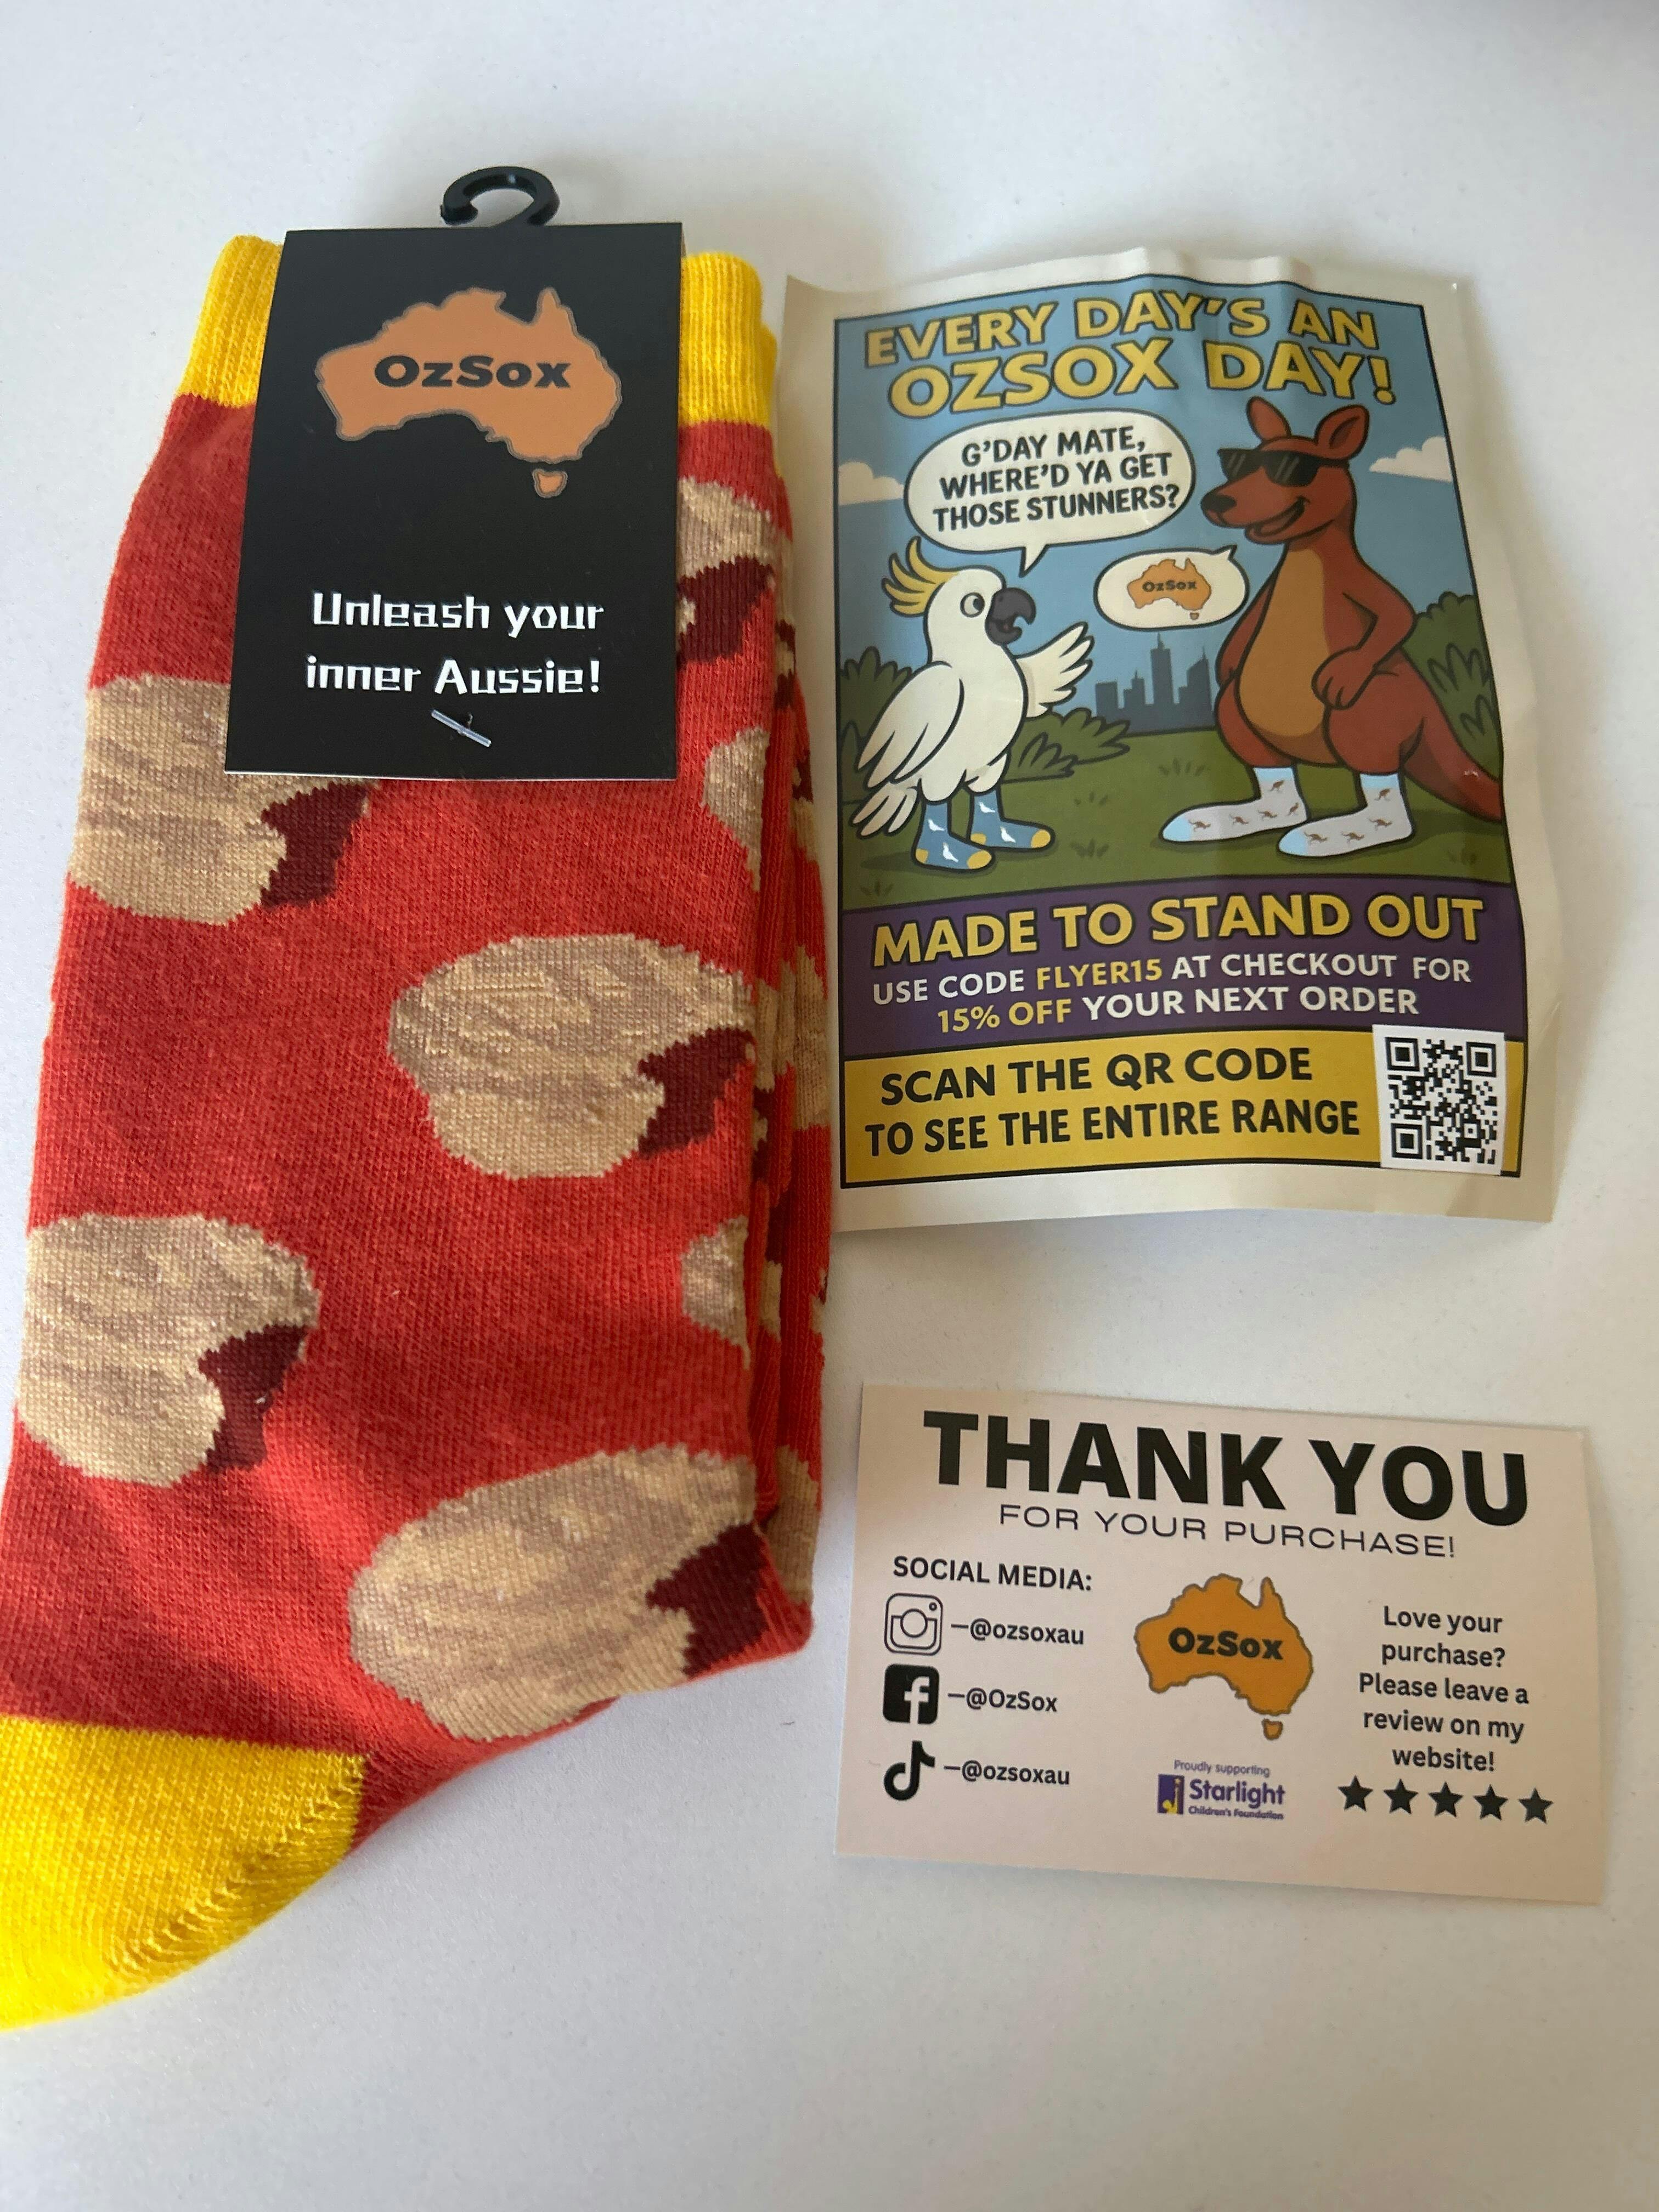 OzSox
Unleash your
inner Aussie!
EVERY DAY'S AN
OZSOX DAY!
G'DAY MATE,
WHERE'D YA GET
THOSE STUNNERS?
OzSox
MADE TO STAND OUT
USE CODE FLYER15 AT CHECKOUT FOR
15% OFF YOUR NEXT ORDER
SCAN THE QR CODE
TO SEE THE ENTIRE RANGE
THANK YOU
FOR YOUR PURCHASE!
SOCIAL MEDIA:
—@ozsoxau
—@OzSox
—@ozsoxau
OzSox
Proudly supporting
Starlight
Children's Foundation
Love your
purchase?
Please leave a
review on my
website!